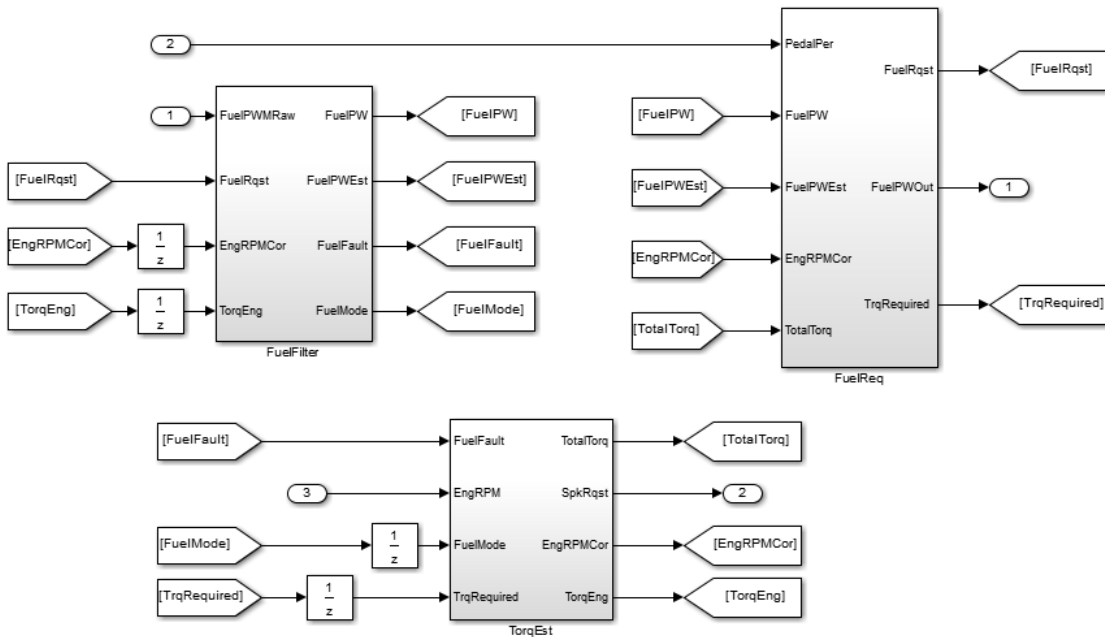 2
PedalPer
FuelRqst
[FuelRqst]
1
FuelPWMRaw
FuelPW
[FuelPW]
[FuelPW]
FuelPW
[FuelRqst]
FuelRqst
FuelPWEst
[FuelPWEst]
[FuelPWEst]
FuelPWEst
FuelPWOut
1
[EngRPMCor]
1
z
EngRPMCor
FuelFault
[FuelFault]
[EngRPMCor]
EngRPMCor
[TorqEng]
1
z
TorqEng
FuelMode
[FuelMode]
TrqRequired
[TrqRequired]
[TotalTorq]
TotalTorq
FuelFilter
FuelReq
[FuelFault]
FuelFault
TotalTorq
[TotalTorq]
3
EngRPM
SpkRqst
2
[FuelMode]
1
z
FuelMode
EngRPMCor
[EngRPMCor]
[TrqRequired]
1
z
TrqRequired
TorqEng
[TorqEng]
TorqEst